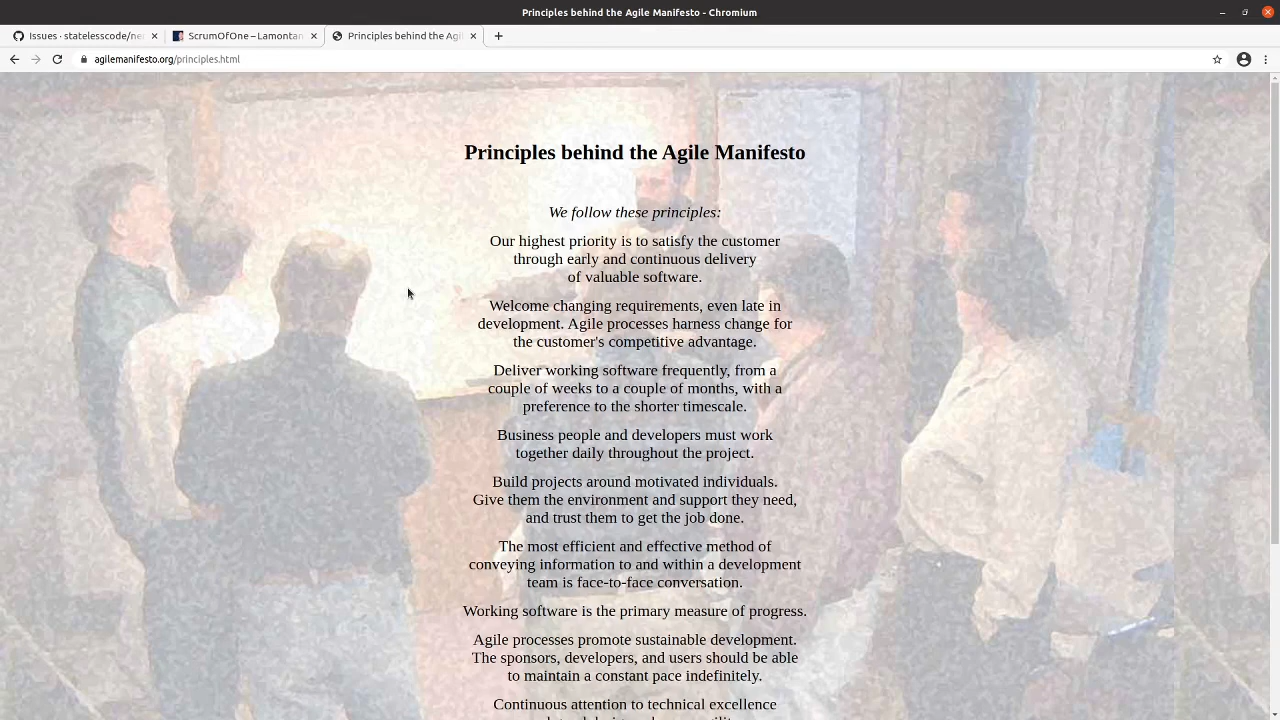 Principles behind the Agile Manifesto - Chromium
Issues · statelesscode/ner
ScrumOfOne – Lamontan
Principles behind the Agil
agilemanifesto.org/principles.html
Principles behind the Agile Manifesto
We follow these principles:
Our highest priority is to satisfy the customer
through early and continuous delivery
of valuable software.
Welcome changing requirements, even late in
development. Agile processes harness change for
the customer's competitive advantage.
Deliver working software frequently, from a
couple of weeks to a couple of months, with a
preference to the shorter timescale.
Business people and developers must work
together daily throughout the project.
Build projects around motivated individuals.
Give them the environment and support they need,
and trust them to get the job done.
The most efficient and effective method of
conveying information to and within a development
team is face-to-face conversation.
Working software is the primary measure of progress.
Agile processes promote sustainable development.
The sponsors, developers, and users should be able
to maintain a constant pace indefinitely.
Continuous attention to technical excellence